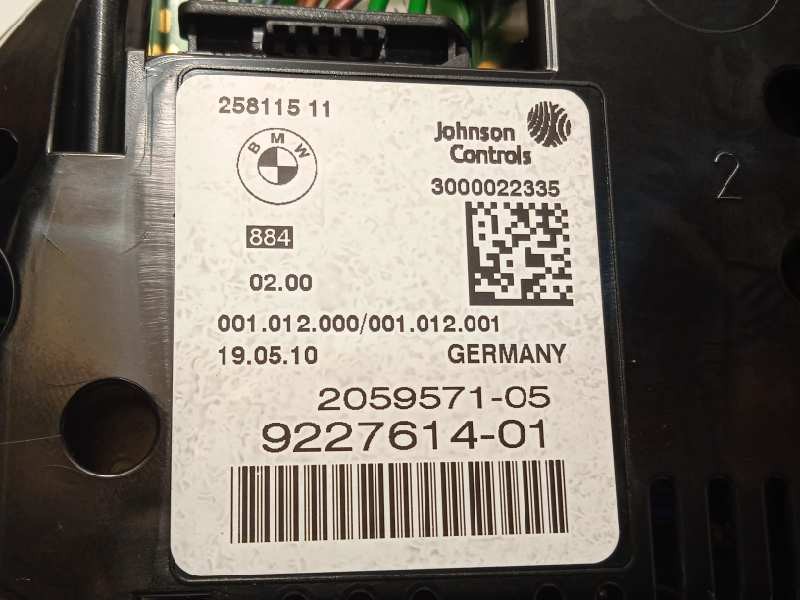 258115 11
BMW
Johnson
Controls
3000022335
884
02.00
001.012.000/001.012.001
19.05.10 GERMANY
2059571-05
9227614-01
2